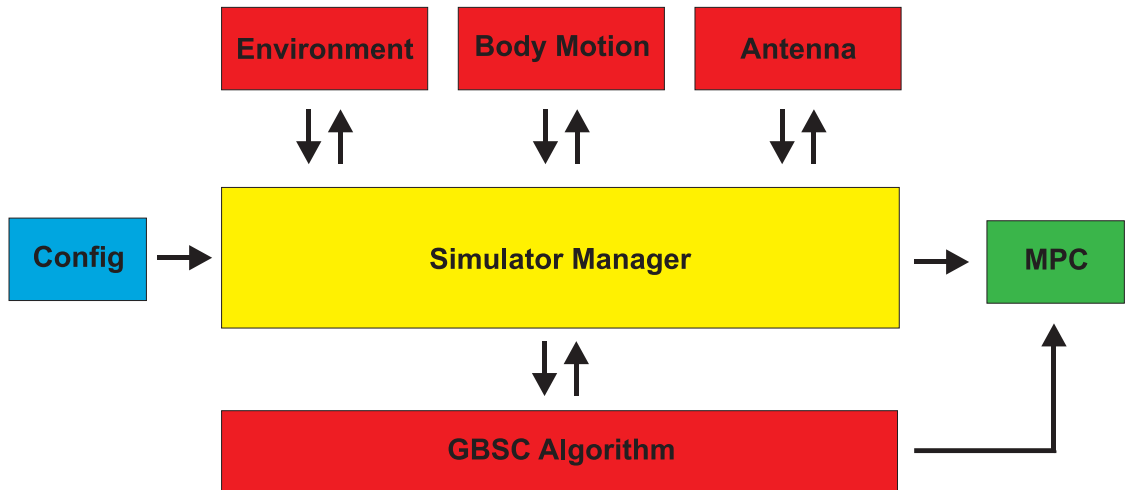 Environment
Body Motion
Antenna
Config
Simulator Manager
MPC
GBSC Algorithm